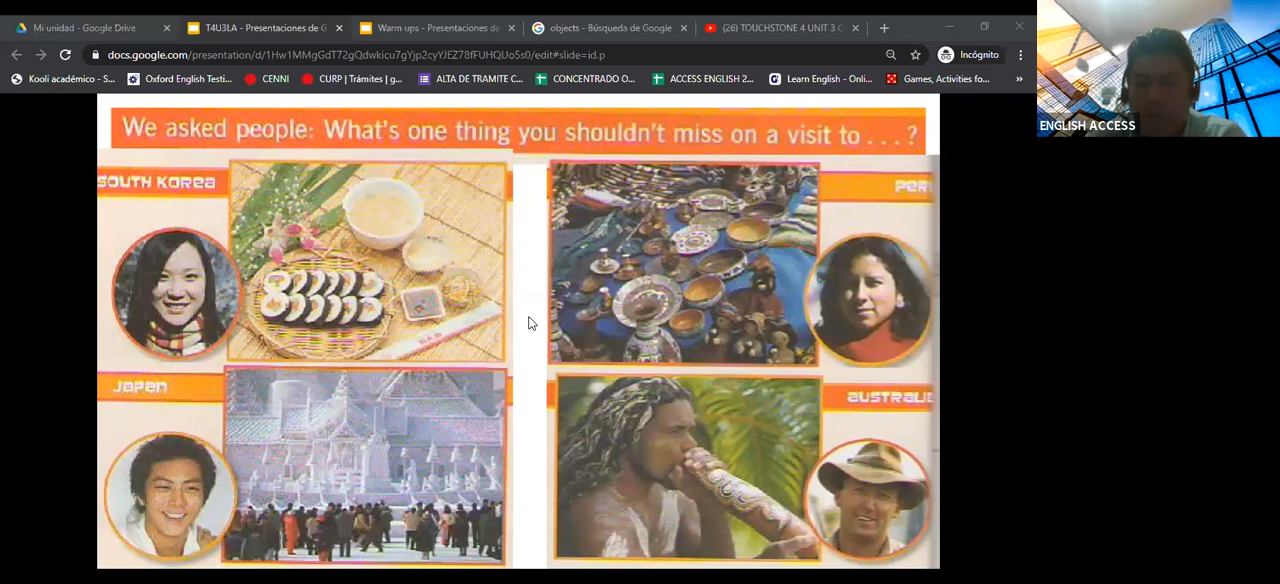 Mi unidad - Google Drive
T4U3LA - Presentaciones de G
Warm ups - Presentaciones de
objects - Búsqueda de Google
(26) TOUCHSTONE 4 UNIT 3 C
docs.google.com/presentation/d/1Hw1MMgGdT72gQdwkicu7gYjp2cyYJEZ78fFUHQUo5s0/edit#slide=id.p
Incógnito
Kooli académico - S...
Oxford English Testi...
CENNI
CURP | Trámites | g...
ALTA DE TRAMITE C...
CONCENTRADO O...
ACCESS ENGLISH 2...
Learn English - Onli...
Games, Activities fo...
»
ENGLISH ACCESS
We asked people: What's one thing you shouldn't miss on a visit to . . . ?
SOUTH KOREA
PERU
JAPAN
AUSTRALIA